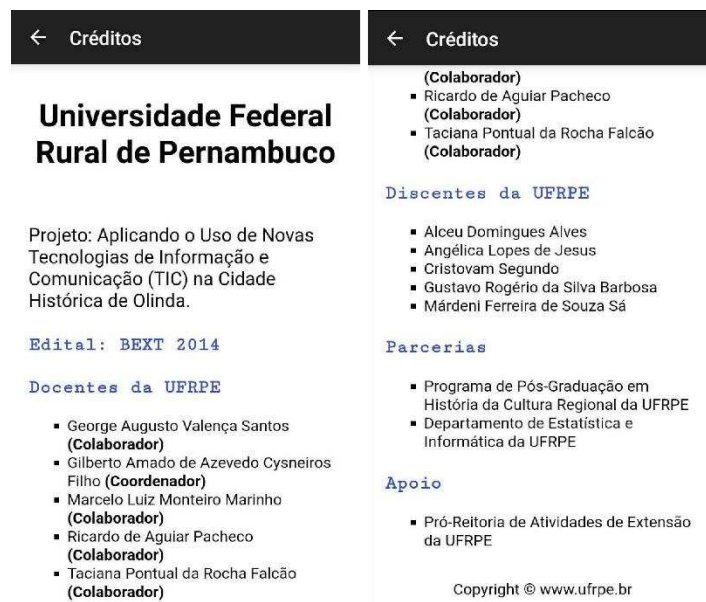 Créditos
Universidade Federal
Rural de Pernambuco
Projeto: Aplicando o Uso de Novas
Tecnologias de Informação e
Comunicação (TIC) na Cidade
Histórica de Olinda.
Edital: BEXT 2014
Docentes da UFRPE
George Augusto Valença Santos
(Colaborador)
Gilberto Amado de Azevedo Cysneiros
Filho (Coordenador)
Marcelo Luiz Monteiro Marinho
(Colaborador)
Ricardo de Aguiar Pacheco
(Colaborador)
Taciana Pontual da Rocha Falcão
(Colaborador)
Créditos
(Colaborador)
Ricardo de Aguiar Pacheco
(Colaborador)
Taciana Pontual da Rocha Falcão
(Colaborador)
Discentes da UFRPE
Alceu Domingues Alves
Angélica Lopes de Jesus
Cristovam Segundo
Gustavo Rogério da Silva Barbosa
Márdeni Ferreira de Souza Sá
Parcerias
Programa de Pós-Graduação em
História da Cultura Regional da UFRPE
Departamento de Estatística e
Informática da UFRPE
Apoio
Pró-Reitoria de Atividades de Extensão
da UFRPE
Copyright © www.ufrpe.br